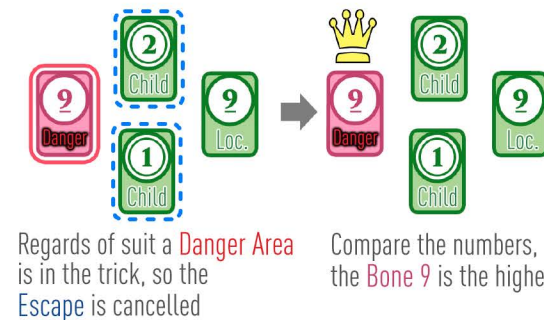 2
Child
9
Danger
9
Loc.
1
Child
2
Child
9
Danger
9
Loc.
1
Child
Regards of suit a Danger Area
is in the trick, so the
Escape is cancelled
Compare the numbers,
the Bone 9 is the highe